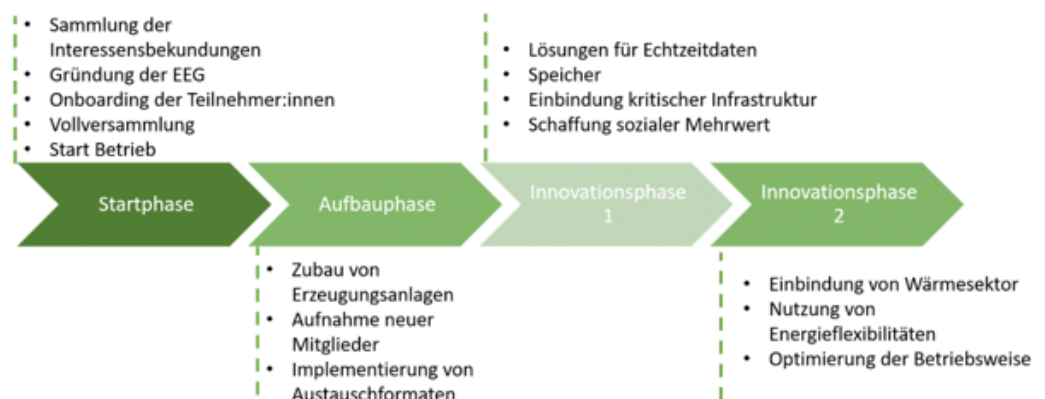 • Sammlung der
Interessensbekundungen
• Gründung der EEG
• Onboarding der Teilnehmer:innen
• Vollversammlung
• Start Betrieb
• Lösungen für Echtzeitdaten
• Speicher
• Einbindung kritischer Infrastruktur
• Schaffung sozialer Mehrwert
Startphase
Aufbauphase
Innovationsphase
1
Innovationsphase
2
• Zubau von
Erzeugungsanlagen
• Aufnahme neuer
Mitglieder
• Implementierung von
Austauschformaten
• Einbindung von Wärmesektor
• Nutzung von
Energieflexibilitäten
• Optimierung der Betriebsweise